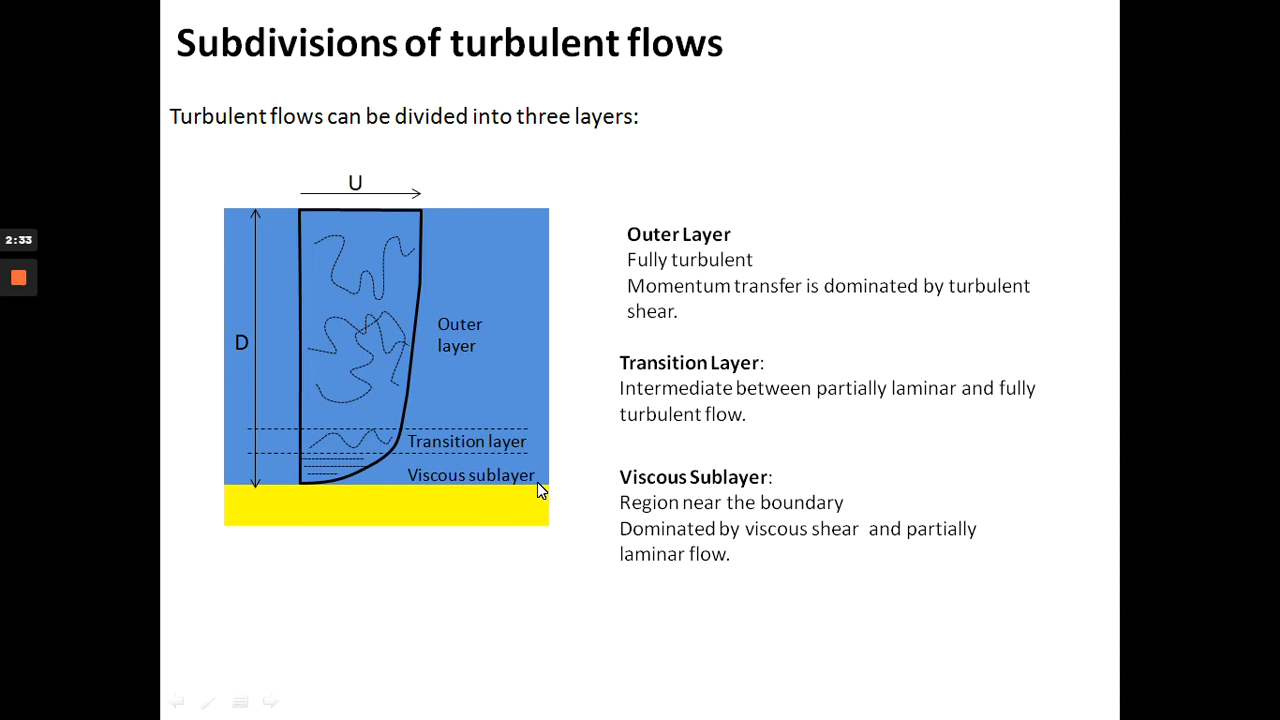 Subdivisions of turbulent flows
Turbulent flows can be divided into three layers:
U
2:33
D
Outer
layer
Transition layer
Viscous sublayer
Outer Layer
Fully turbulent
Momentum transfer is dominated by turbulent
shear.
Transition Layer:
Intermediate between partially laminar and fully
turbulent flow.
Viscous Sublayer:
Region near the boundary
Dominated by viscous shear and partially
laminar flow.